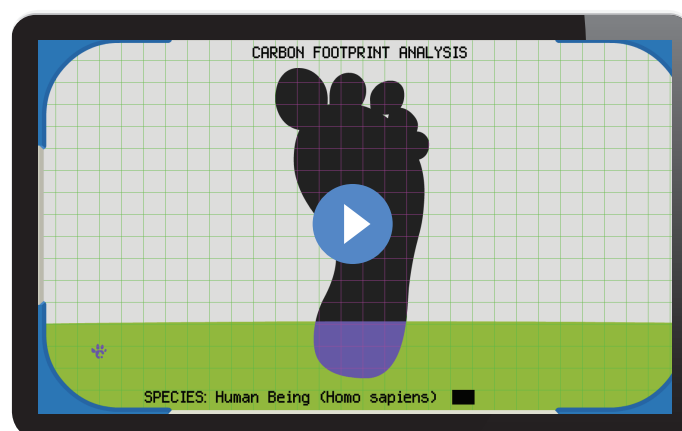 CARBON FOOTPRINT ANALYSIS
SPECIES: Human Being (Homo sapiens)